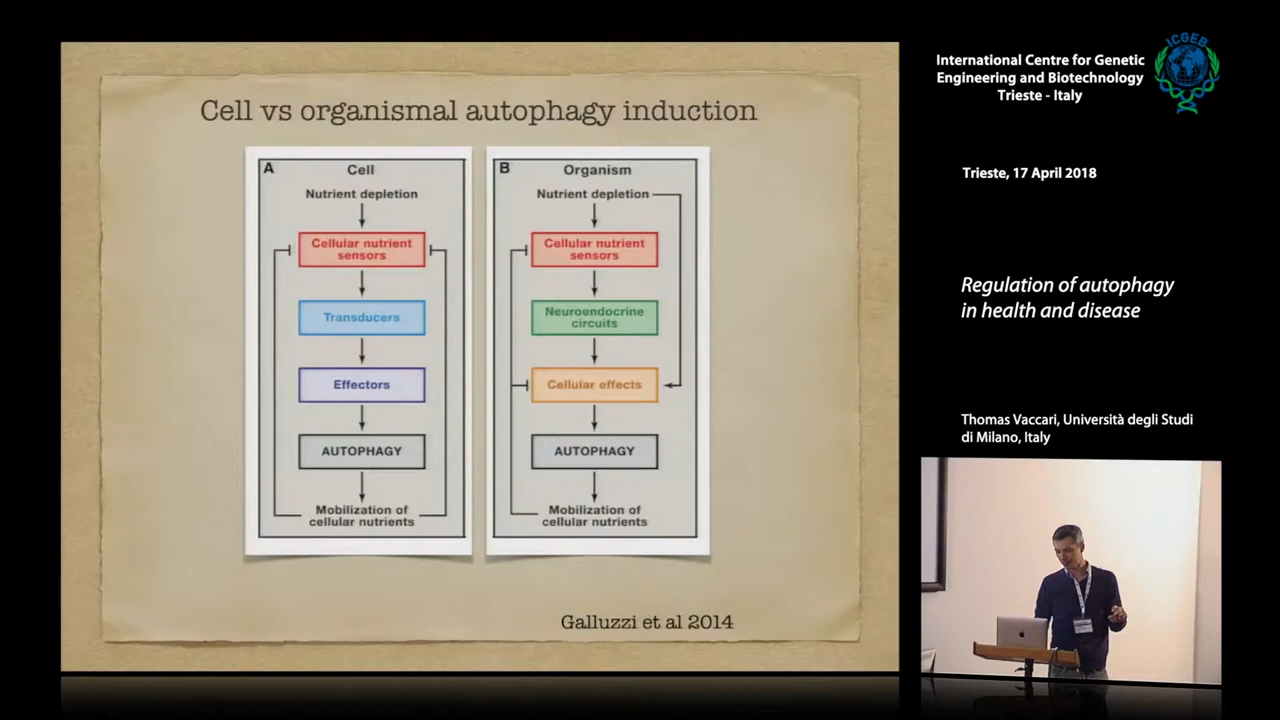 Cell vs organismal autophagy induction
A
Cell
Nutrient depletion
Cellular nutrient
sensors
Transducers
Effectors
AUTOPHAGY
Mobilization of
cellular nutrients
B
Organism
Nutrient depletion
Cellular nutrient
sensors
Neuroendocrine
circuits
Cellular effects
AUTOPHAGY
Mobilization of
cellular nutrients
Galluzzi et al 2014
International Centre for Genetic
Engineering and Biotechnology
Trieste - Italy
ICGEB
Trieste, 17 April 2018
Regulation of autophagy
in health and disease
Thomas Vaccari, Università degli Studi
di Milano, Italy